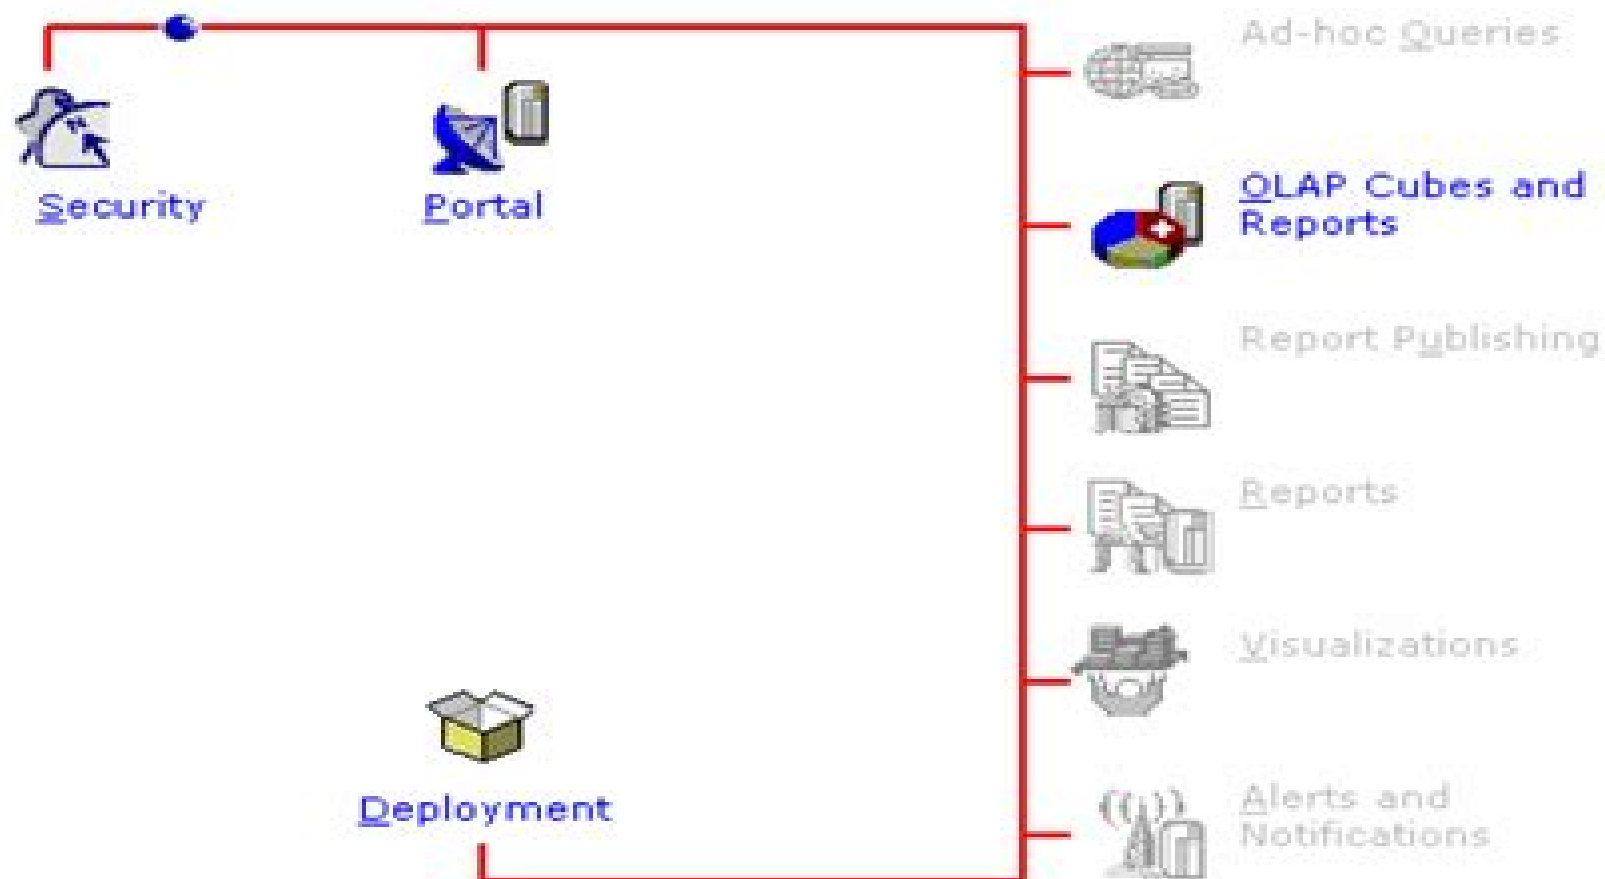 Ad-hoc Queries
Security
Portal
OLAP Cubes and
Reports
Report Publishing
Reports
Visualizations
Deployment
Alerts and
Notifications